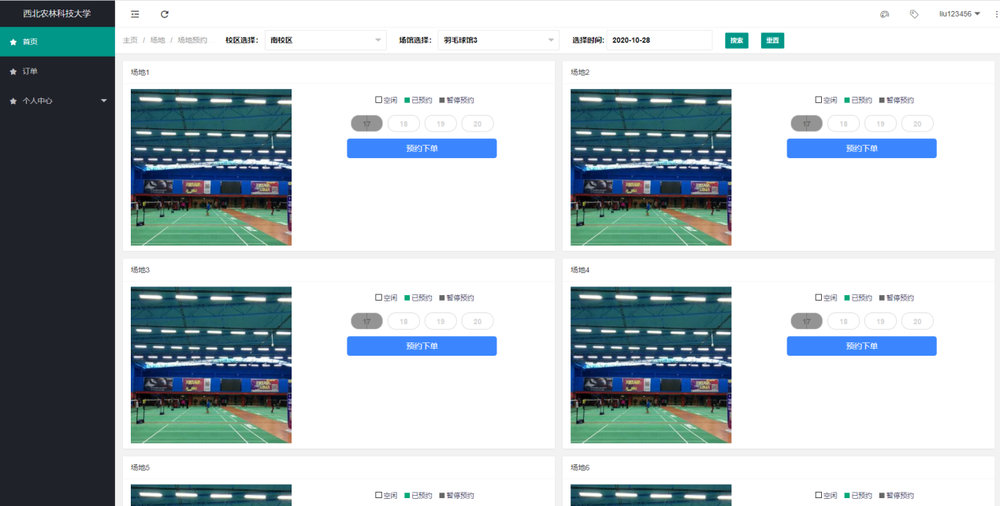 西北农林科技大学
liu123456
首页
订单
个人中心
主页 / 场地 / 场地预约 校区选择: 南校区 场馆选择: 羽毛球馆3 选择时间: 2020-10-28 搜索 重置
场地1
空闲 已预约 暂停预约
17 18 19 20
预约下单
场地2
空闲 已预约 暂停预约
17 18 19 20
预约下单
场地3
空闲 已预约 暂停预约
17 18 19 20
预约下单
场地4
空闲 已预约 暂停预约
17 18 19 20
预约下单
场地5
空闲 已预约 暂停预约
场地6
空闲 已预约 暂停预约